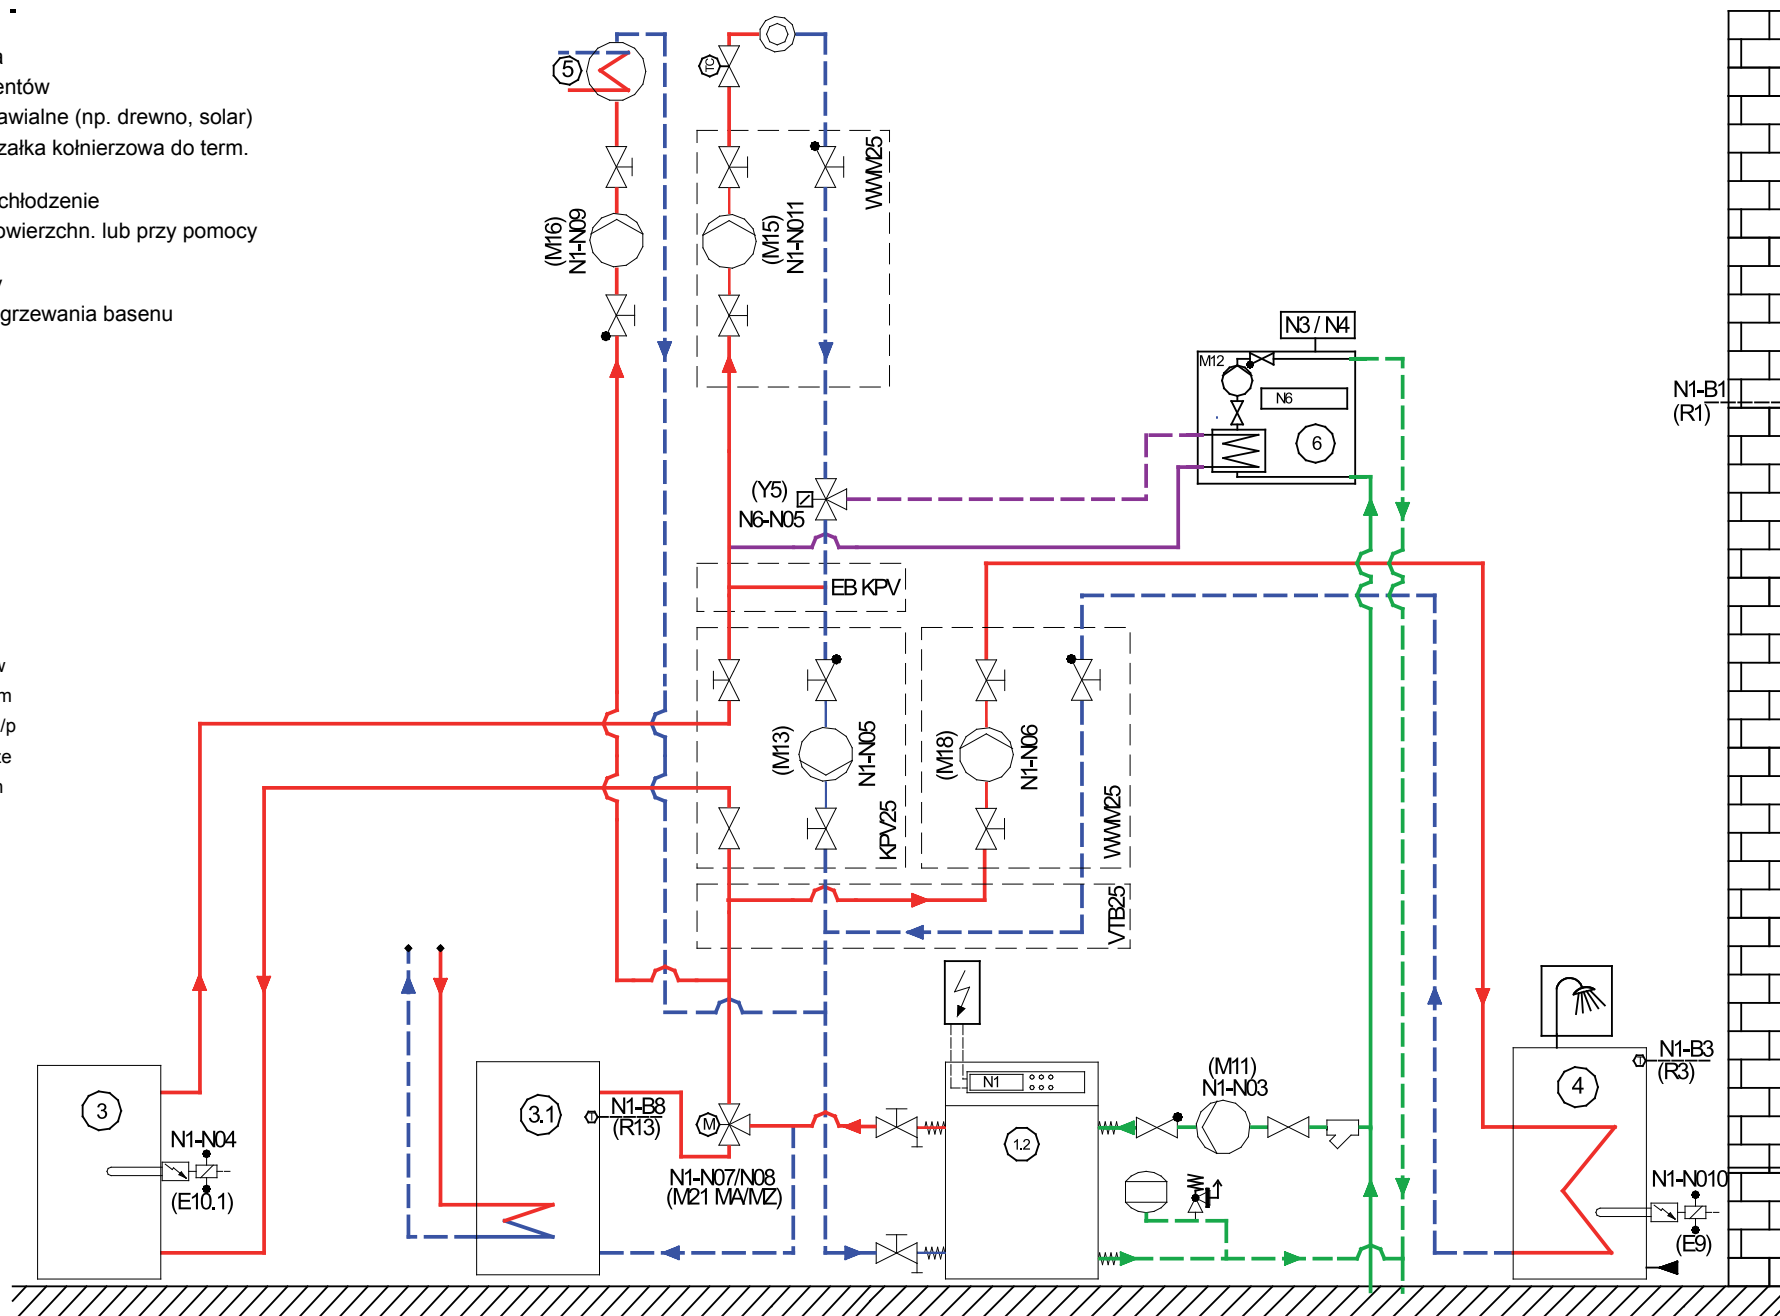 a
entów
awialne (np. drewno, solar)
załka kołnierzowa do term.
chłodzenie
owierzchn. lub przy pomocy
y
grzewania basenu
w
m
/p
że
h
5
TC
WWM25
(M16)
N1-N09
(M15)
N1-N011
N3 / N4
M12
N6
6
N1-B1
(R1)
(Y5)
N6-N05
EB KPV
(M13)
N1-N05
KPV25
(M18)
N1-N06
WWM25
VTB25
3
N1-N04
(E10.1)
3.1
N1-B8
(R13)
M
N1-N07/N08
(M21 MA/MZ)
N1
1.2
(M11)
N1-N03
4
T
N1-B3
(R3)
N1-N010
(E9)